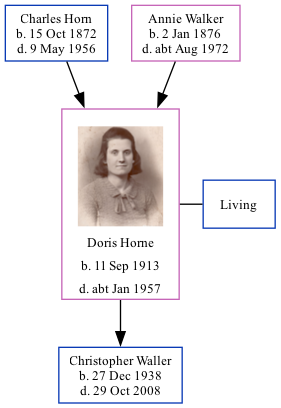 Charles Horn
b. 15 Oct 1872
d. 9 May 1956
Annie Walker
b. 2 Jan 1876
d. abt Aug 1972
Doris Horne
b. 11 Sep 1913
d. abt Jan 1957
Living
Christopher Waller
b. 27 Dec 1938
d. 29 Oct 2008